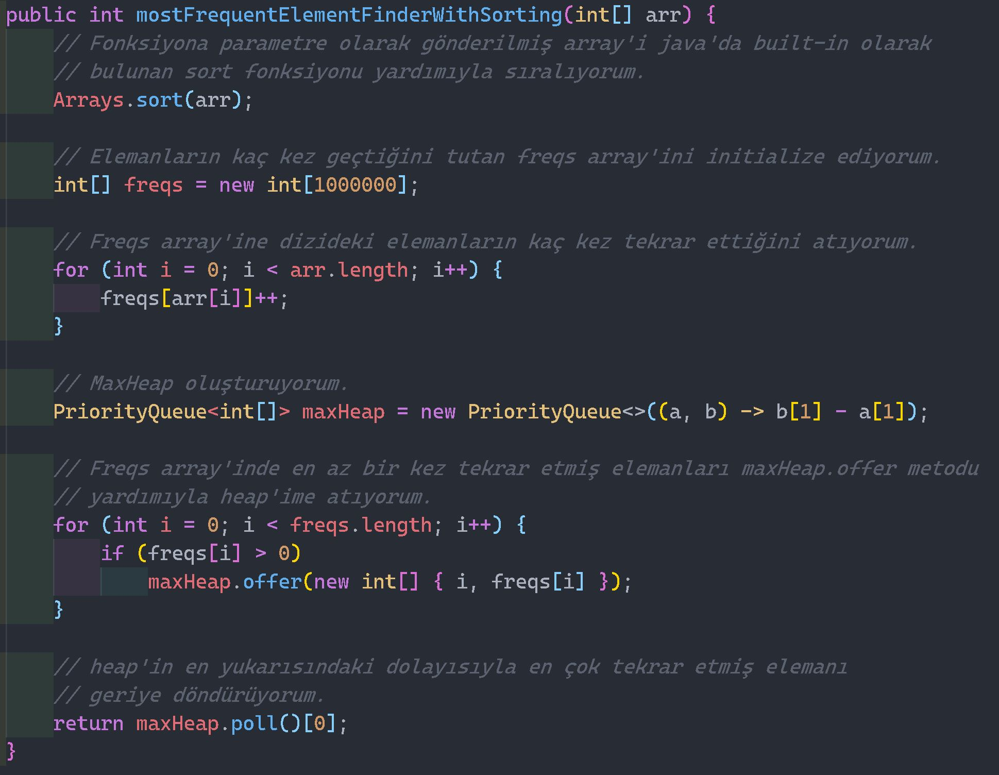 public int mostFrequentElementFinderWithSorting(int[] arr) {
// Fonksiyona parametre olarak gönderilmiş array'i java'da built-in olarak
// bulunan sort fonksiyonu yardımıyla sıralıyorum.
Arrays.sort(arr);
// Elemanların kaç kez geçtiğini tutan freqs array'ini initialize ediyorum.
int[] freqs = new int[1000000];
// Freqs array'ine dizideki elemanların kaç kez tekrar ettiğini atıyorum.
for (int i = 0; i < arr.length; i++) {
freqs[arr[i]]++;
}
// MaxHeap oluşturuyorum.
PriorityQueue<int[]> maxHeap = new PriorityQueue<>((a, b) -> b[1] - a[1]);
// Freqs array'inde en az bir kez tekrar etmiş elemanları maxHeap.offer metodu
// yardımıyla heap'ime atıyorum.
for (int i = 0; i < freqs.length; i++) {
if (freqs[i] > 0)
maxHeap.offer(new int[] { i, freqs[i] });
}
// heap'in en yukarısındaki dolayısıyla en çok tekrar etmiş elemanı
// geriye döndürüyorum.
return maxHeap.poll()[0];
}